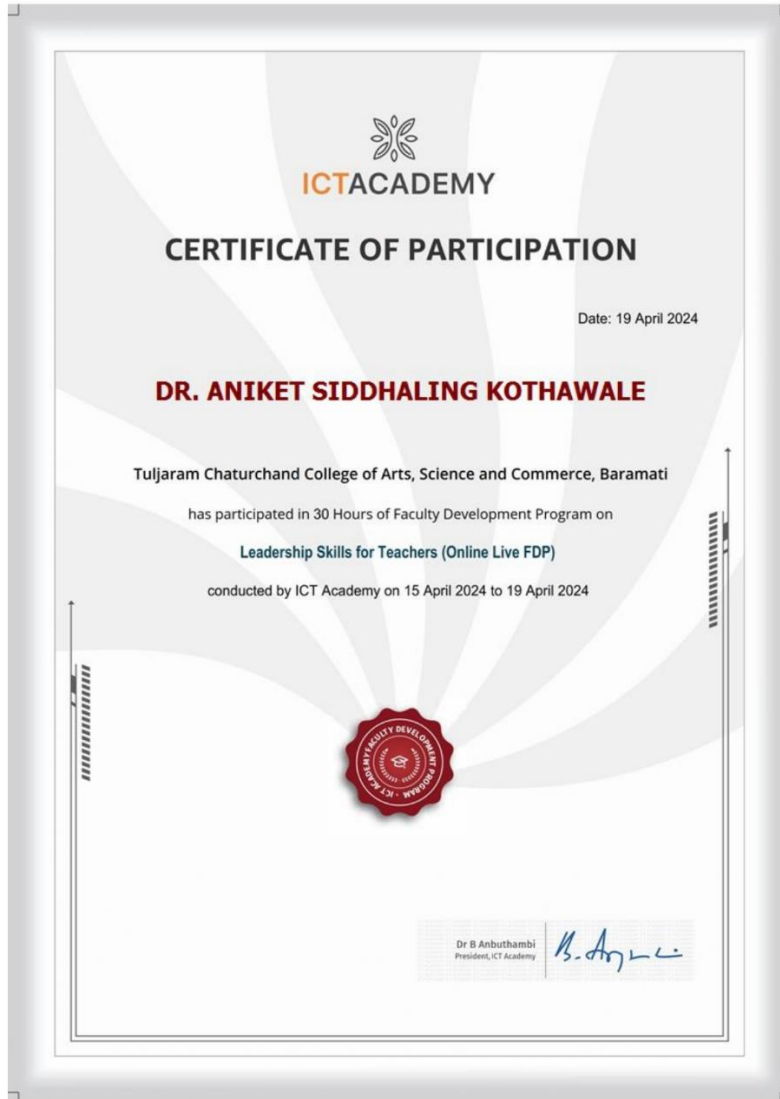 ICTACADEMY
CERTIFICATE OF PARTICIPATION
Date: 19 April 2024
DR. ANIKET SIDDHALING KOTHAWALE
Tuljaram Chaturchand College of Arts, Science and Commerce, Baramati
has participated in 30 Hours of Faculty Development Program on
Leadership Skills for Teachers (Online Live FDP)
conducted by ICT Academy on 15 April 2024 to 19 April 2024
FACULTY DEVELOPMENT PROGRAM · ICT ACADEMY
Dr B Anbuthambi
President, ICT Academy